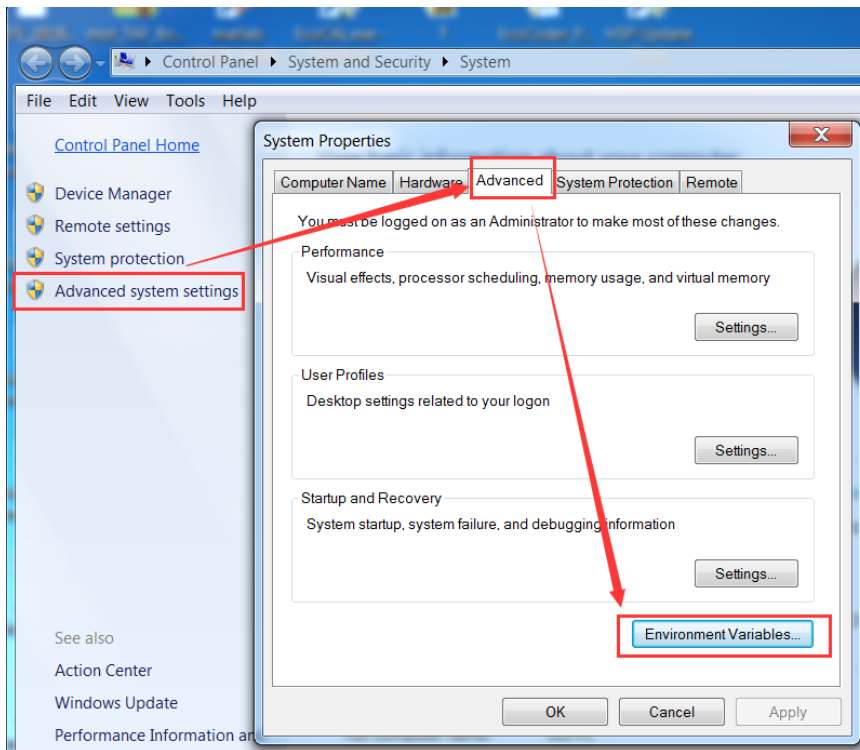 Control Panel System and Security System
File Edit View Tools Help
Control Panel Home
Device Manager
Remote settings
System protection
Advanced system settings
See also
Action Center
Windows Update
Performance Information an
System Properties
X
Computer Name Hardware Advanced System Protection Remote
You must be logged on as an Administrator to make most of these changes.
Performance
Visual effects, processor scheduling, memory usage, and virtual memory
Settings...
User Profiles
Desktop settings related to your logon
Settings...
Startup and Recovery
System startup, system failure, and debugging information
Settings...
Environment Variables...
OK Cancel Apply